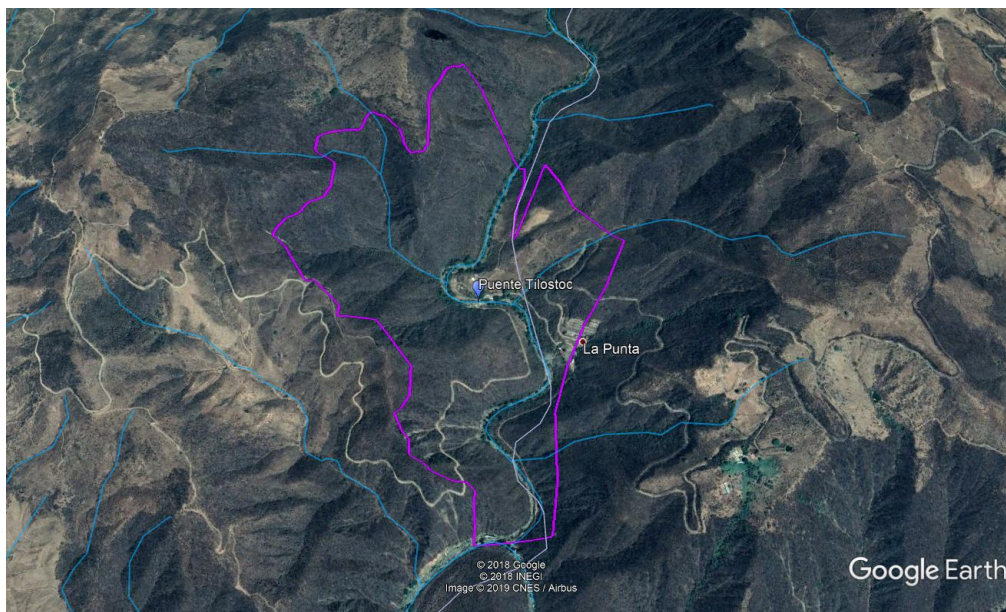 Puente Tilostoc
La Punta
© 2018 Google
© 2018 INEGI
Image © 2019 CNES / Airbus
Google Earth